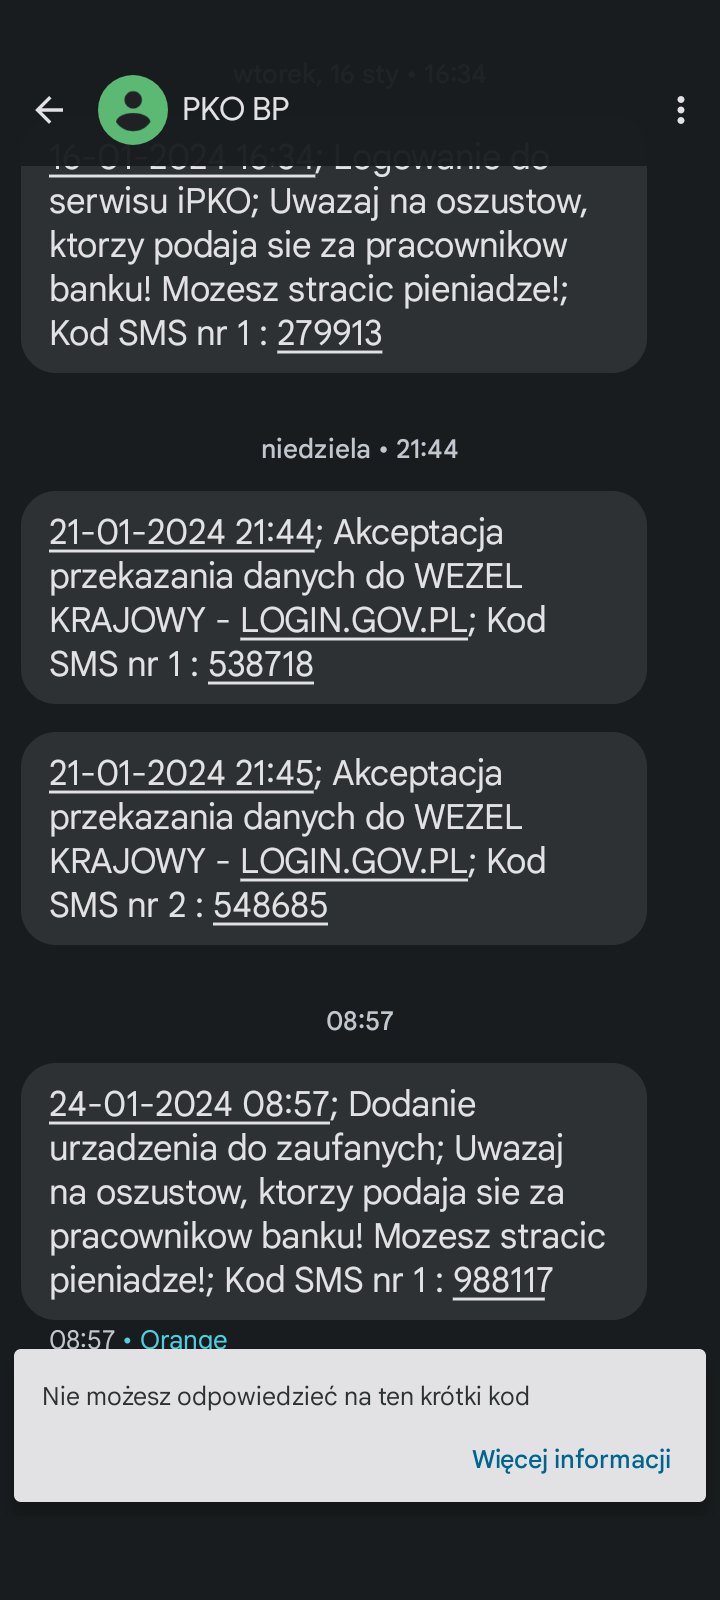 wtorek, 16 sty • 16:34
PKO BP
16-01-2024 16:34; Logowanie do
serwisu iPKO; Uwazaj na oszustow,
ktorzy podaja sie za pracownikow
banku! Mozesz stracic pieniadze!;
Kod SMS nr 1 : 279913
niedziela • 21:44
21-01-2024 21:44; Akceptacja
przekazania danych do WEZEL
KRAJOWY - LOGIN.GOV.PL; Kod
SMS nr 1 : 538718
21-01-2024 21:45; Akceptacja
przekazania danych do WEZEL
KRAJOWY - LOGIN.GOV.PL; Kod
SMS nr 2 : 548685
08:57
24-01-2024 08:57; Dodanie
urzadzenia do zaufanych; Uwazaj
na oszustow, ktorzy podaja sie za
pracownikow banku! Mozesz stracic
pieniadze!; Kod SMS nr 1 : 988117
08:57 • Orange
Nie możesz odpowiedzieć na ten krótki kod
Więcej informacji